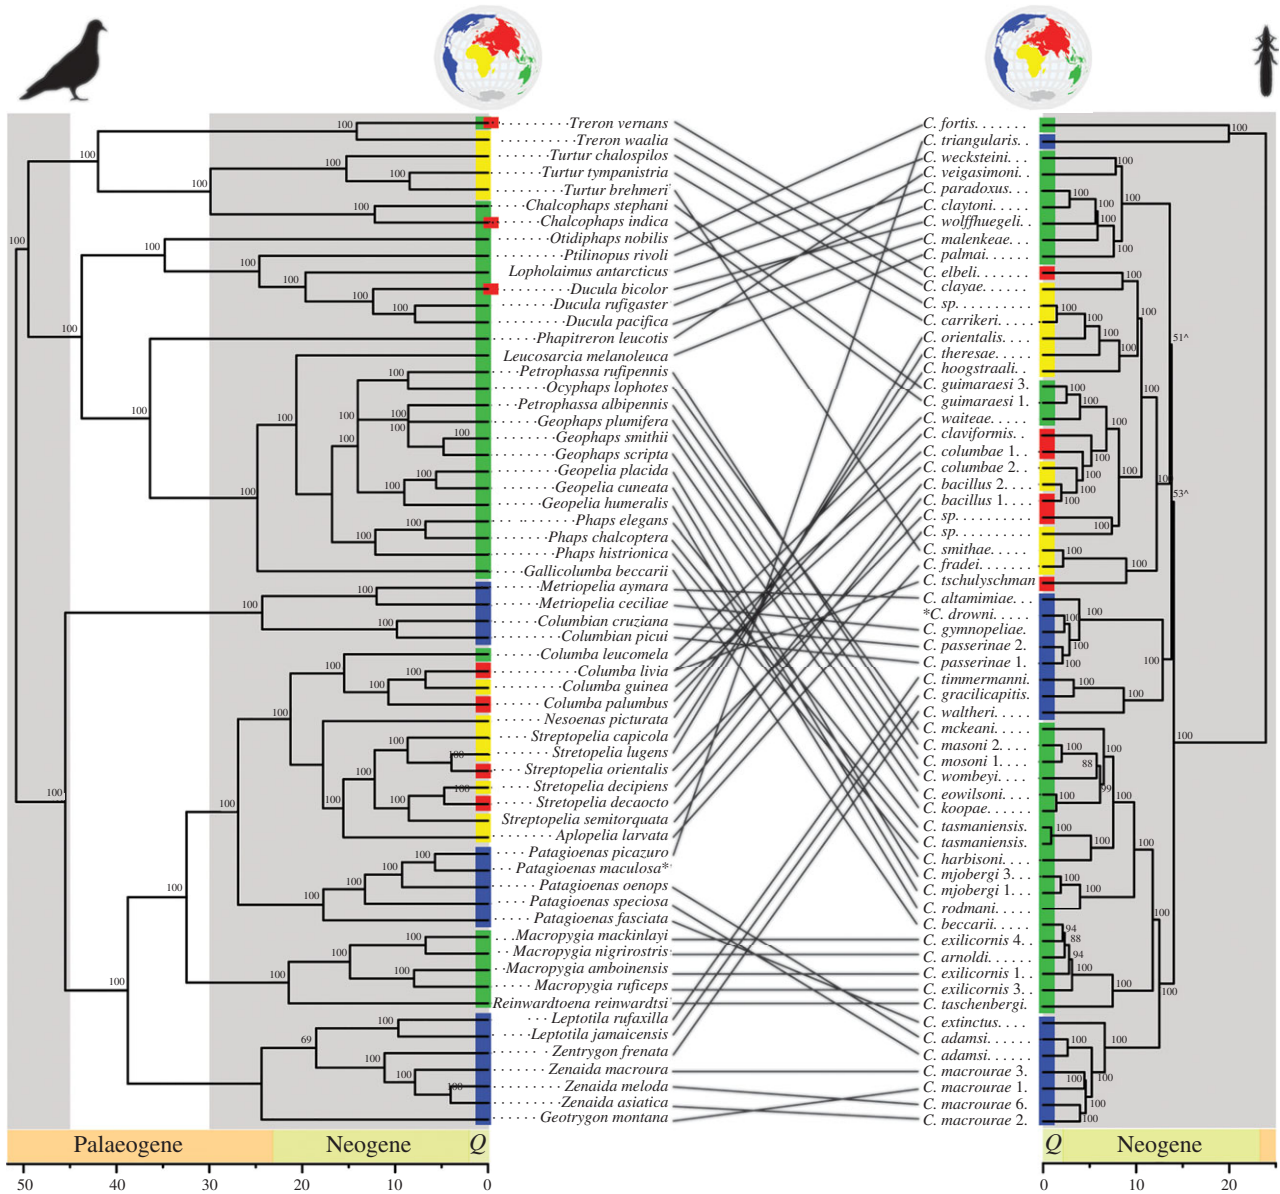 Treron vernans
Treron waalia
Turtur chalospilos
Turtur tympanistria
Turtur brehmeri
Chalcophaps stephani
Chalcophaps indica
Otidiphaps nobilis
Ptilinopus rivoli
Lopholaimus antarcticus
Ducula bicolor
Ducula rufigaster
Ducula pacifica
Phapitreron leucotis
Leucosarcia melanoleuca
Petrophassa rufipennis
Ocyphaps lophotes
Petrophassa albipennis
Geophaps plumifera
Geophaps smithii
Geophaps scripta
Geopelia placida
Geopelia cuneata
Geopelia humeralis
Phaps elegans
Phaps chalcoptera
Phaps histrionica
Gallicolumba beccarii
Metriopelia aymara
Metriopelia ceciliae
Columbian cruziana
Columbian picui
Columba leucomela
Columba livia
Columba guinea
Columba palumbus
Nesoenas picturata
Streptopelia capicola
Stretopelia lugens
Streptopelia orientalis
Stretopelia decipiens
Stretopelia decaocto
Streptopelia semitorquata
Aplopelia larvata
Patagioenas picazuro
Patagioenas maculosa*
Patagioenas oenops
Patagioenas speciosa
Patagioenas fasciata
Macropygia mackinlayi
Macropygia nigrirostris
Macropygia amboinensis
Macropygia ruficeps
Reinwardtoena reinwardtsi
Leptotila rufaxilla
Leptotila jamaicensis
Zentrygon frenata
Zenaida macroura
Zenaida meloda
Zenaida asiatica
Geotrygon montana
C. fortis.......
C. triangularis..
C. wecksteini...
C. veigasimoni..
C. paradoxus...
C. claytoni.....
C. wolffhuegeli..
C. malenkeae...
C. palmai......
C. elbeli.......
C. clayae......
C. sp..........
C. carrikeri.....
C. orientalis....
C. theresae.....
C. hoogstraali..
C. guimaraesi 3.
C. guimaraesi 1.
C. waiteae.....
C. claviformis..
C. columbae 1..
C. columbae 2..
C. bacillus 2....
C. bacillus 1....
C. sp..........
C. sp..........
C. smithae.....
C. fradei.......
C. tschulyschman
C. altamimiae...
*C. drowni.....
C. gymnopeliae.
C. passerinae 2.
C. passerinae 1.
C. timmermanni.
C. gracilicapitis.
C. waltheri.....
C. mckeani.....
C. masoni 2....
C. mosoni 1....
C. wombeyi....
C. eowilsoni....
C. koopae......
C. tasmaniensis.
C. tasmaniensis.
C. harbisoni....
C. mjobergi 3...
C. mjobergi 1...
C. rodmani.....
C. beccarii.....
C. exilicornis 4..
C. arnoldi......
C. exilicornis 1..
C. exilicornis 3..
C. taschenbergi.
C. extinctus....
C. adamsi......
C. adamsi......
C. macrourae 3.
C. macrourae 1.
C. macrourae 6.
C. macrourae 2.
51^
53^
88
99
94
88
94
69
100
Palaeogene Neogene Q
50 40 30 20 10 0
Q Neogene
0 10 20